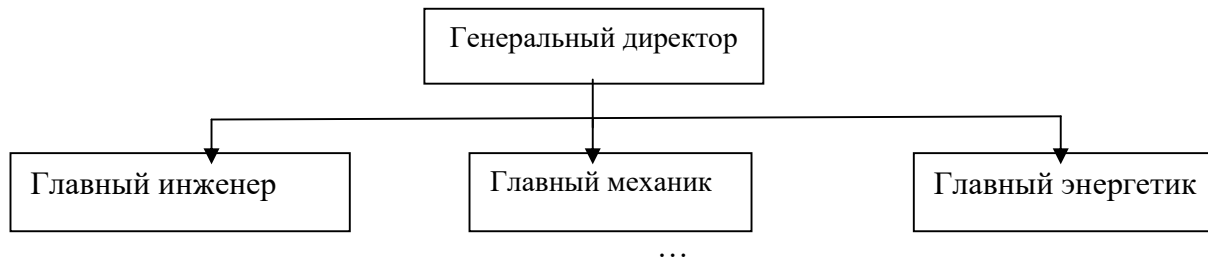 Генеральный директор
Главный инженер
Главный механик
Главный энергетик
…